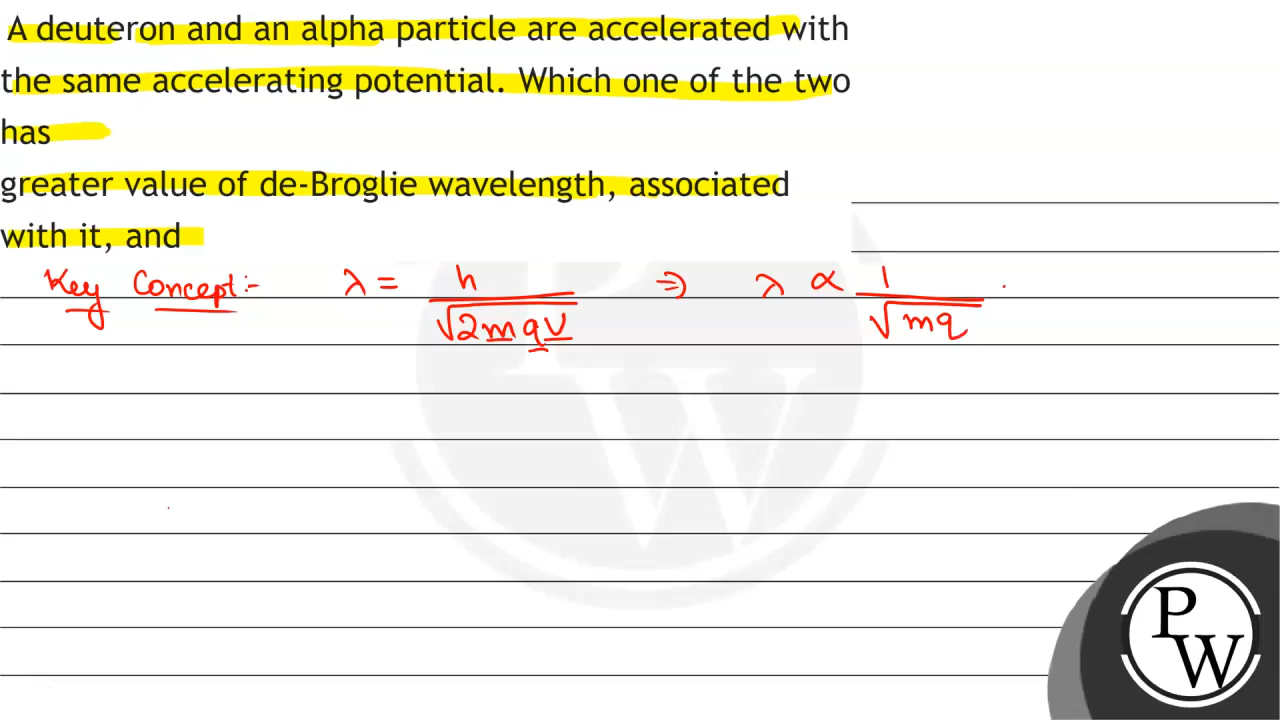 A deuteron and an alpha particle are accelerated with
the same accelerating potential. Which one of the two
has
greater value of de-Broglie wavelength, associated
with it, and
Key Concept:- λ = h / √2mqV ⇒ λ ∝ 1 / √mq
P
W